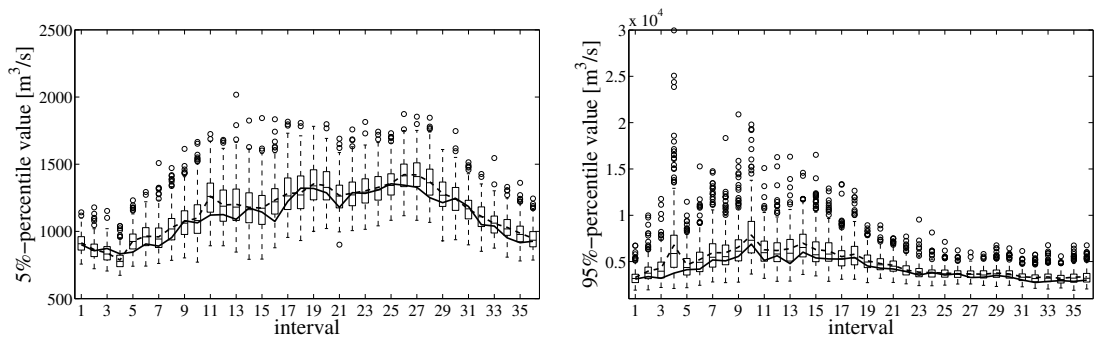 5%−percentile value [m³/s]
2500
2000
1500
1000
500
1 3 5 7 9 11 13 15 17 19 21 23 25 27 29 31 33 35
interval
95%−percentile value [m³/s]
x 10⁴
3
2.5
2
1.5
1
0.5
1 3 5 7 9 11 13 15 17 19 21 23 25 27 29 31 33 35
interval